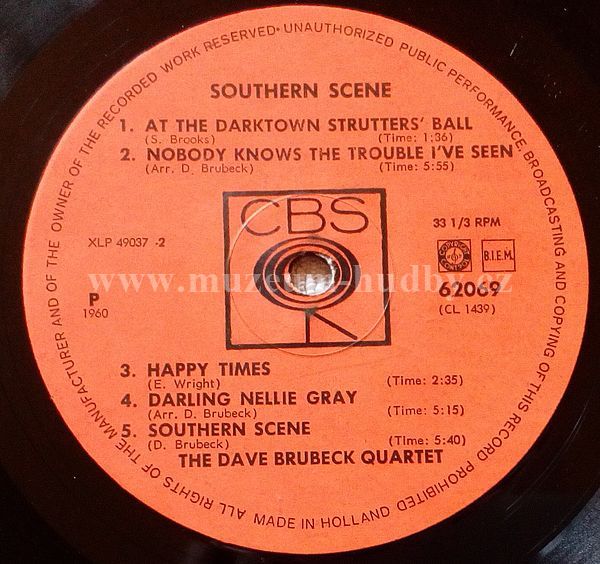 ALL RIGHTS OF THE MANUFACTURER AND OF THE OWNER OF THE RECORDED WORK RESERVED · UNAUTHORIZED PUBLIC PERFORMANCE, BROADCASTING AND COPYING OF THIS RECORD PROHIBITED
SOUTHERN SCENE
1. AT THE DARKTOWN STRUTTERS' BALL
(S. Brooks) (Time: 1:36)
2. NOBODY KNOWS THE TROUBLE I'VE SEEN
(Arr. D. Brubeck) (Time: 5:55)
CBS
33 1/3 RPM
XLP 49037 -2
B.I.E.M.
www.muzeum-hudby.cz
P
1960
62069
(CL 1439)
3. HAPPY TIMES
(E. Wright) (Time: 2:35)
4. DARLING NELLIE GRAY
(Arr. D. Brubeck) (Time: 5:15)
5. SOUTHERN SCENE
(D. Brubeck) (Time: 5:40)
THE DAVE BRUBECK QUARTET
MADE IN HOLLAND